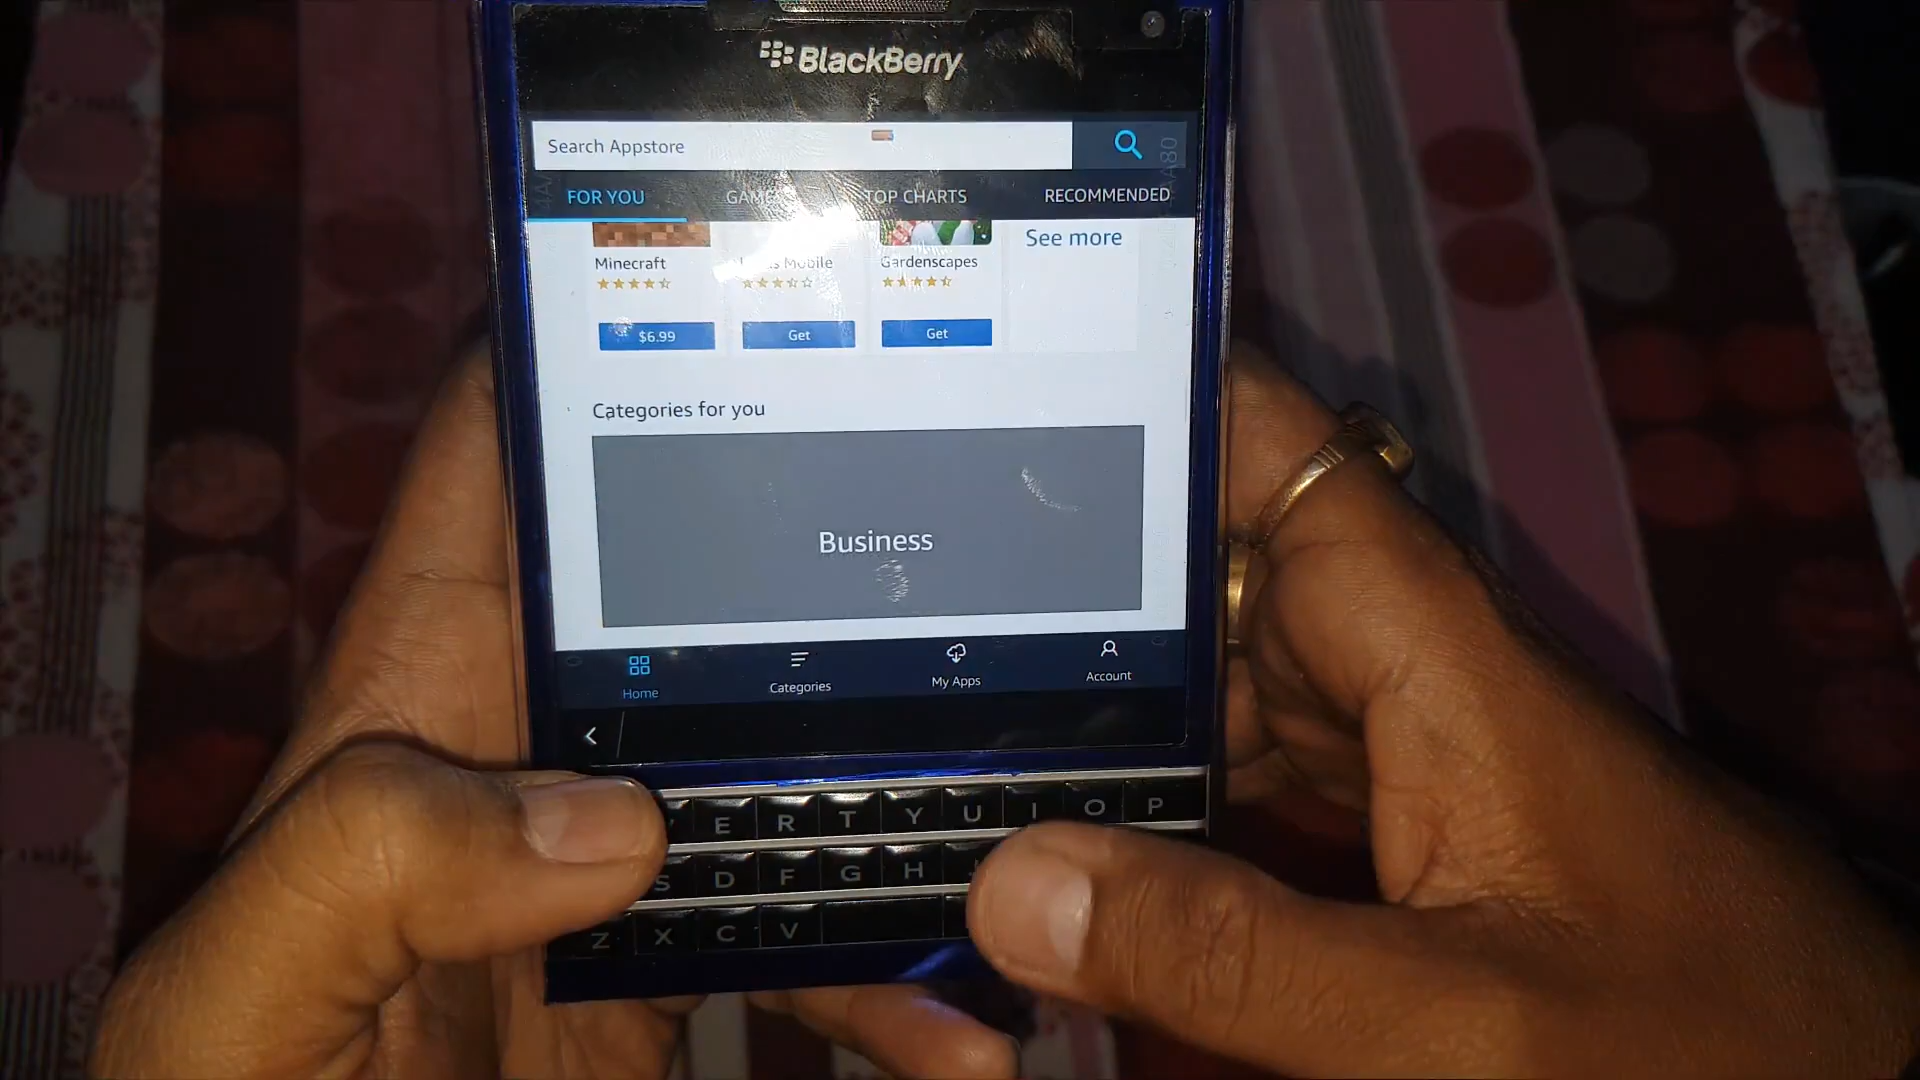 BlackBerry
Search Appstore
FOR YOU
TOP CHARTS
RECOMMENDED
Minecraft
Mobile
Gardenscapes
See more
$6.99
Get
Get
Categories for you
Business
Home
Categories
My Apps
Account
E R T Y U I O P
S D F G H
Z X C V